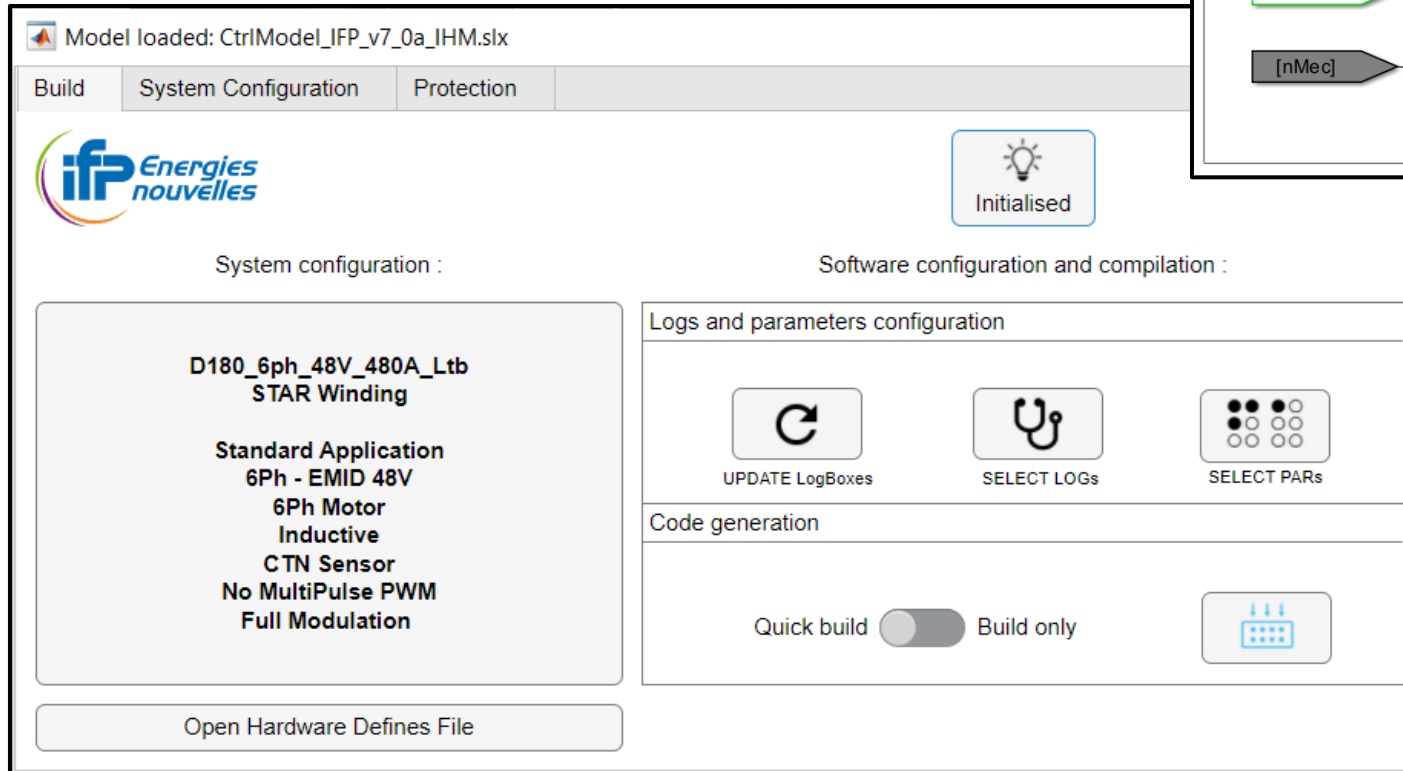 Model loaded: CtrlModel_IFP_v7_0a_IHM.slx
[nMec]
Build System Configuration Protection
ifp Energies
nouvelles
Initialised
System configuration :
Software configuration and compilation :
D180_6ph_48V_480A_Ltb
STAR Winding
Standard Application
6Ph - EMID 48V
6Ph Motor
Inductive
CTN Sensor
No MultiPulse PWM
Full Modulation
Open Hardware Defines File
Logs and parameters configuration
UPDATE LogBoxes SELECT LOGs SELECT PARs
Code generation
Quick build Build only